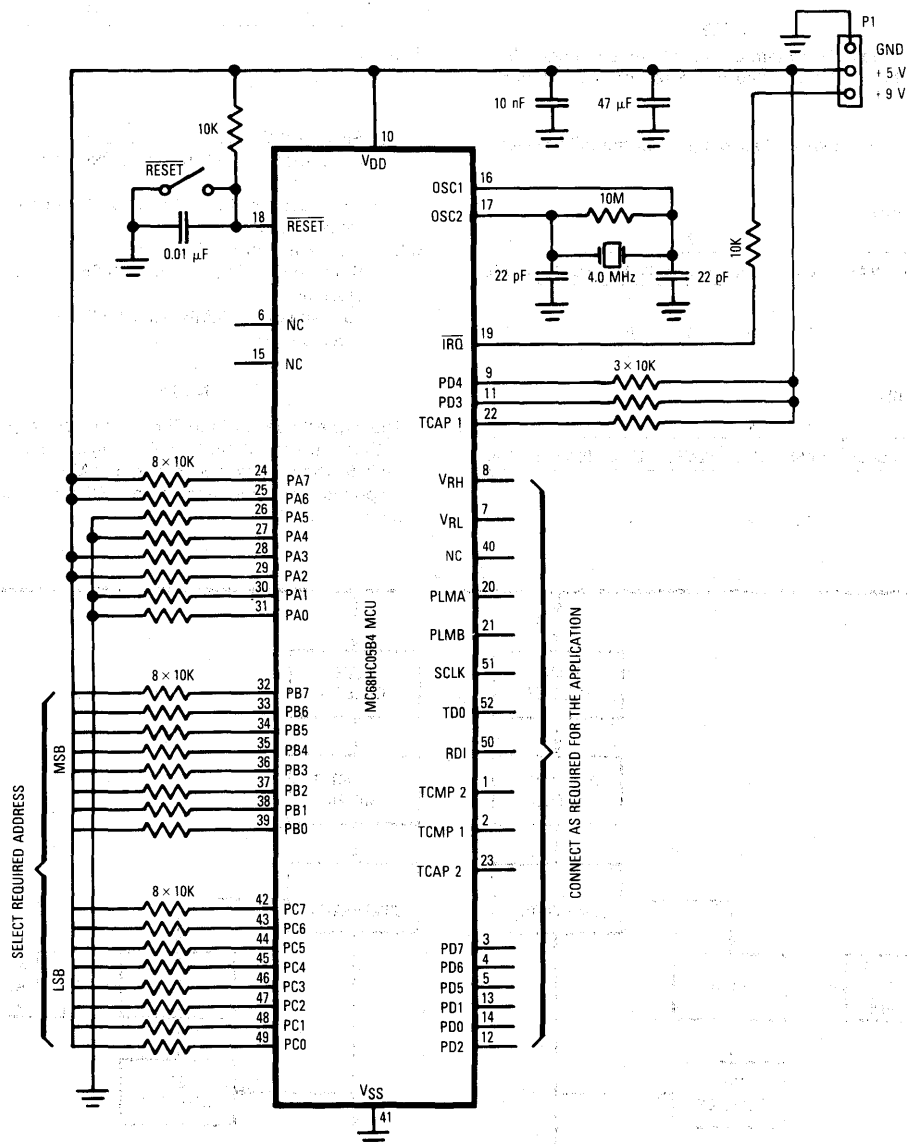 P1
GND
+ 5 V
+ 9 V
10K
10 nF
47 µF
10
VDD
RESET
16
OSC1
10M
17
OSC2
18
RESET
0.01 µF
10K
22 pF
4.0 MHz
22 pF
6
NC
19
IRQ
15
NC
3 × 10K
9
PD4
11
PD3
22
TCAP 1
8 × 10K
24
PA7
25
PA6
26
PA5
27
PA4
28
PA3
29
PA2
30
PA1
31
PA0
8
VRH
7
VRL
40
NC
20
PLMA
21
PLMB
51
SCLK
52
TD0
50
RDI
1
TCMP 2
2
TCMP 1
23
TCAP 2
MC68HC05B4 MCU
CONNECT AS REQUIRED FOR THE APPLICATION
8 × 10K
32
PB7
33
PB6
34
PB5
35
PB4
36
PB3
37
PB2
38
PB1
39
PB0
SELECT REQUIRED ADDRESS
MSB
LSB
8 × 10K
42
PC7
43
PC6
44
PC5
45
PC4
46
PC3
47
PC2
48
PC1
49
PC0
3
PD7
4
PD6
5
PD5
13
PD1
14
PD0
12
PD2
VSS
41